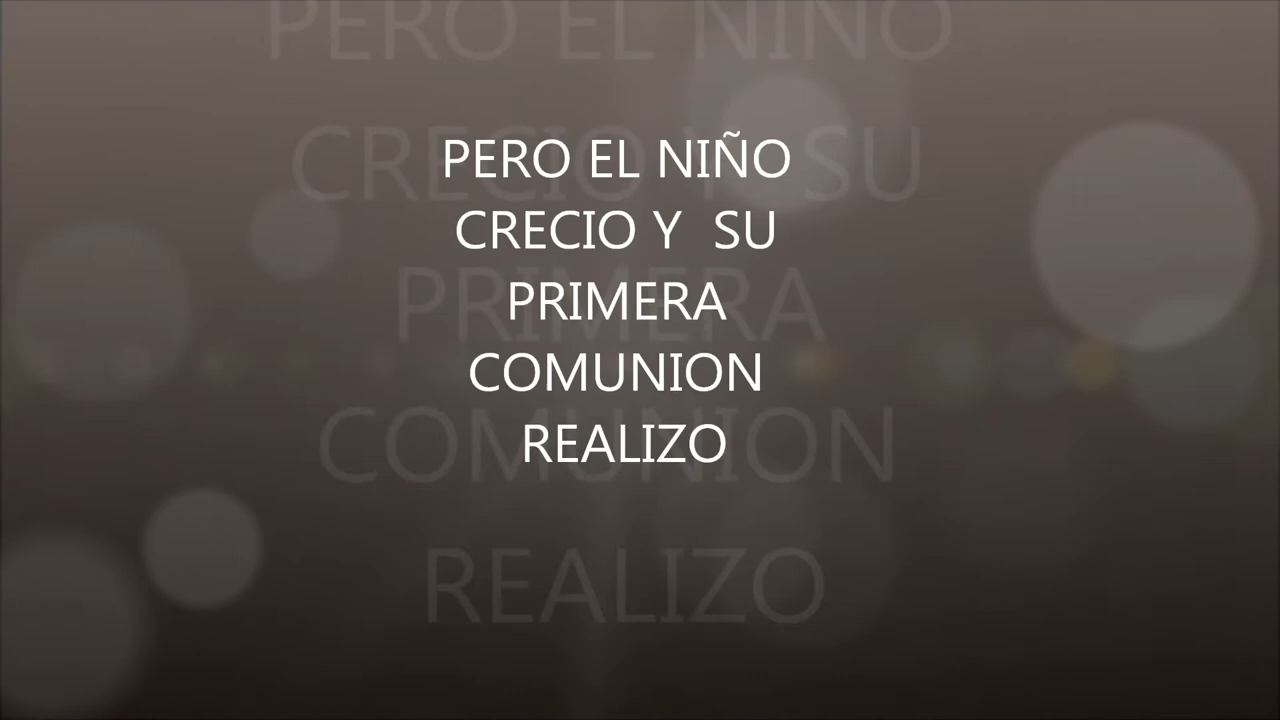 PERO EL NIÑO
CRECIO Y SU
PRIMERA
COMUNION
REALIZO